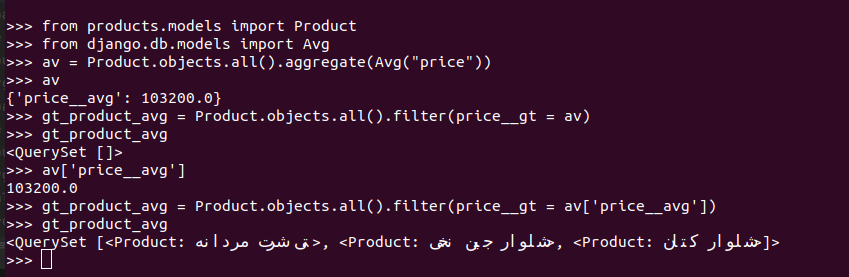 >>> from products.models import Product
>>> from django.db.models import Avg
>>> av = Product.objects.all().aggregate(Avg("price"))
>>> av
{'price__avg': 103200.0}
>>> gt_product_avg = Product.objects.all().filter(price__gt = av)
>>> gt_product_avg
<QuerySet []>
>>> av['price__avg']
103200.0
>>> gt_product_avg = Product.objects.all().filter(price__gt = av['price__avg'])
>>> gt_product_avg
<QuerySet [<Product: تی شرت مردانه>, <Product: شلوار جین نخی>, <Product: شلوار کتان>]>
>>>